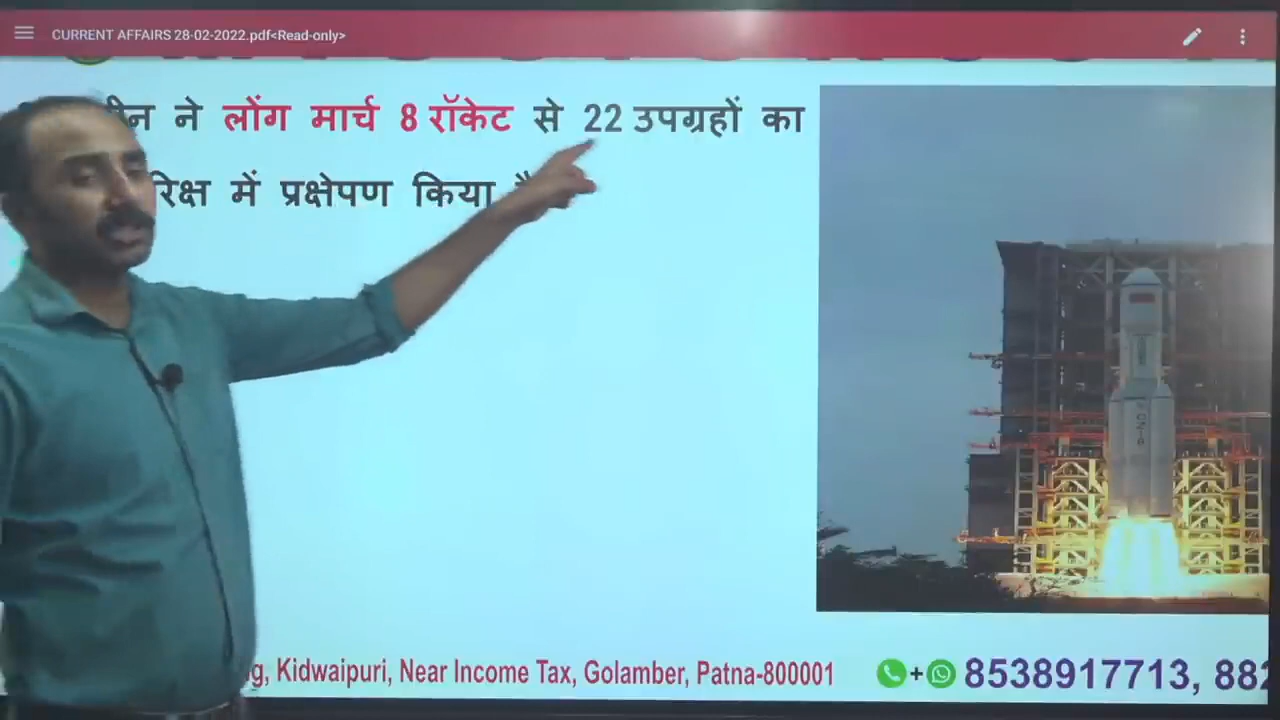 CURRENT AFFAIRS 28-02-2022.pdf<Read-only>
ने लोंग मार्च 8 रॉकेट से 22 उपग्रहों का
में प्रक्षेपण किया
Kidwaipuri, Near Income Tax, Golamber, Patna-800001
8538917713,